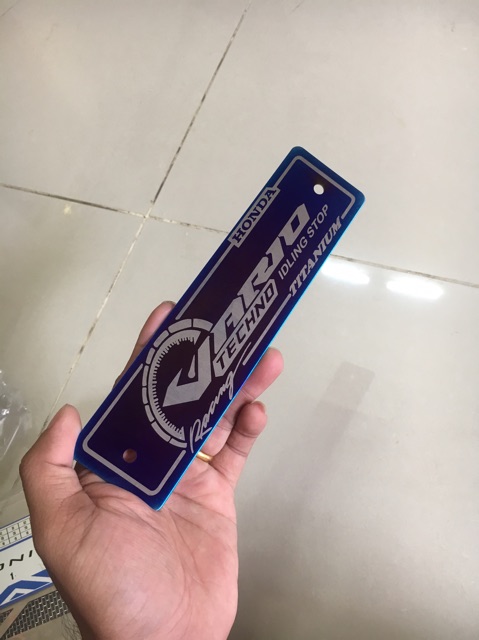 HONDA
VARIO
TECHNO IDLING STOP
Racing TITANIUM